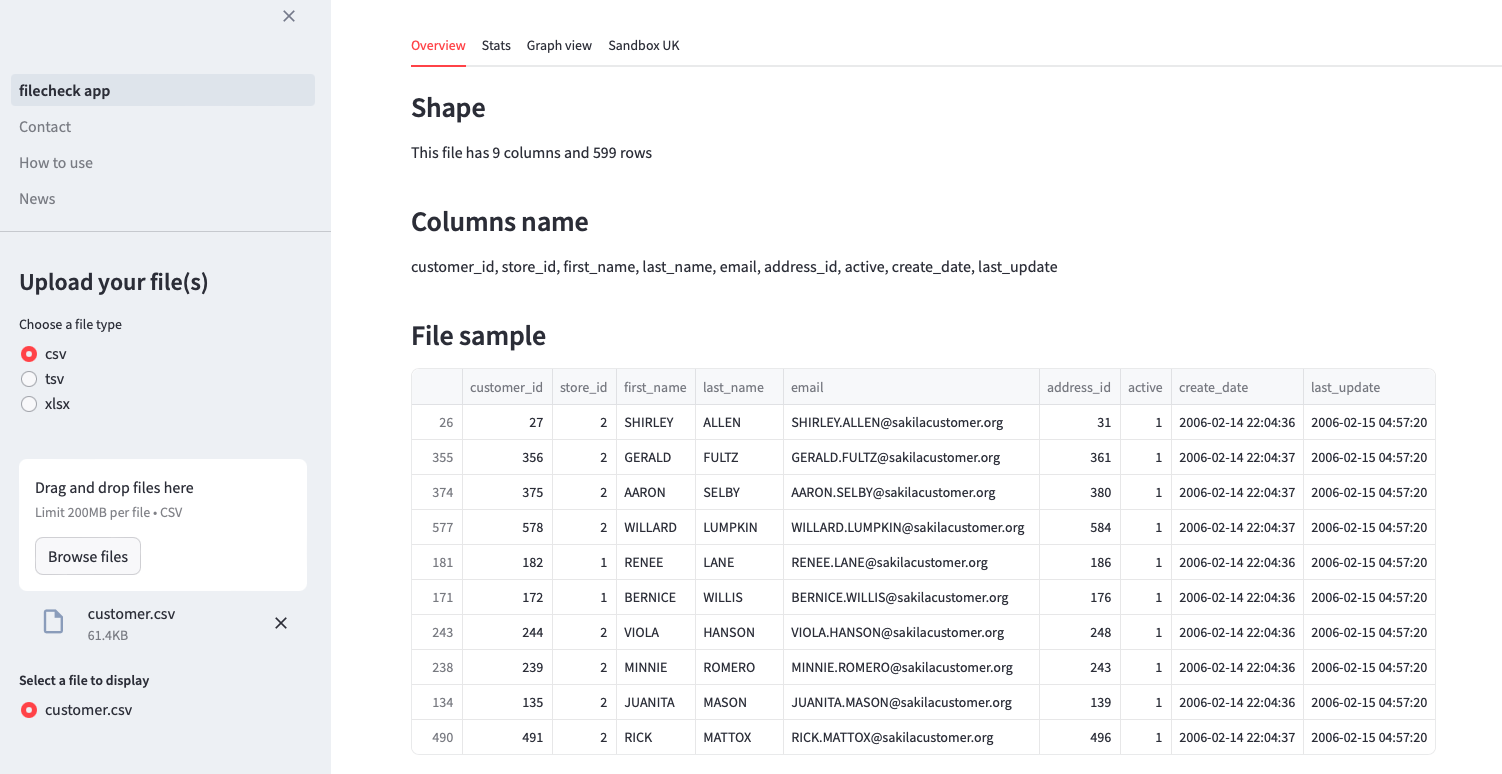 filecheck app
Contact
How to use
News
Upload your file(s)
Choose a file type
csv
tsv
xlsx
Drag and drop files here
Limit 200MB per file • CSV
Browse files
customer.csv
61.4KB
Select a file to display
customer.csv
Overview Stats Graph view Sandbox UK
Shape
This file has 9 columns and 599 rows
Columns name
customer_id, store_id, first_name, last_name, email, address_id, active, create_date, last_update
File sample
customer_id store_id first_name last_name email address_id active create_date last_update
26 27 2 SHIRLEY ALLEN SHIRLEY.ALLEN@sakilacustomer.org 31 1 2006-02-14 22:04:36 2006-02-15 04:57:20
355 356 2 GERALD FULTZ GERALD.FULTZ@sakilacustomer.org 361 1 2006-02-14 22:04:37 2006-02-15 04:57:20
374 375 2 AARON SELBY AARON.SELBY@sakilacustomer.org 380 1 2006-02-14 22:04:37 2006-02-15 04:57:20
577 578 2 WILLARD LUMPKIN WILLARD.LUMPKIN@sakilacustomer.org 584 1 2006-02-14 22:04:37 2006-02-15 04:57:20
181 182 1 RENEE LANE RENEE.LANE@sakilacustomer.org 186 1 2006-02-14 22:04:36 2006-02-15 04:57:20
171 172 1 BERNICE WILLIS BERNICE.WILLIS@sakilacustomer.org 176 1 2006-02-14 22:04:36 2006-02-15 04:57:20
243 244 2 VIOLA HANSON VIOLA.HANSON@sakilacustomer.org 248 1 2006-02-14 22:04:36 2006-02-15 04:57:20
238 239 2 MINNIE ROMERO MINNIE.ROMERO@sakilacustomer.org 243 1 2006-02-14 22:04:36 2006-02-15 04:57:20
134 135 2 JUANITA MASON JUANITA.MASON@sakilacustomer.org 139 1 2006-02-14 22:04:36 2006-02-15 04:57:20
490 491 2 RICK MATTOX RICK.MATTOX@sakilacustomer.org 496 1 2006-02-14 22:04:37 2006-02-15 04:57:20